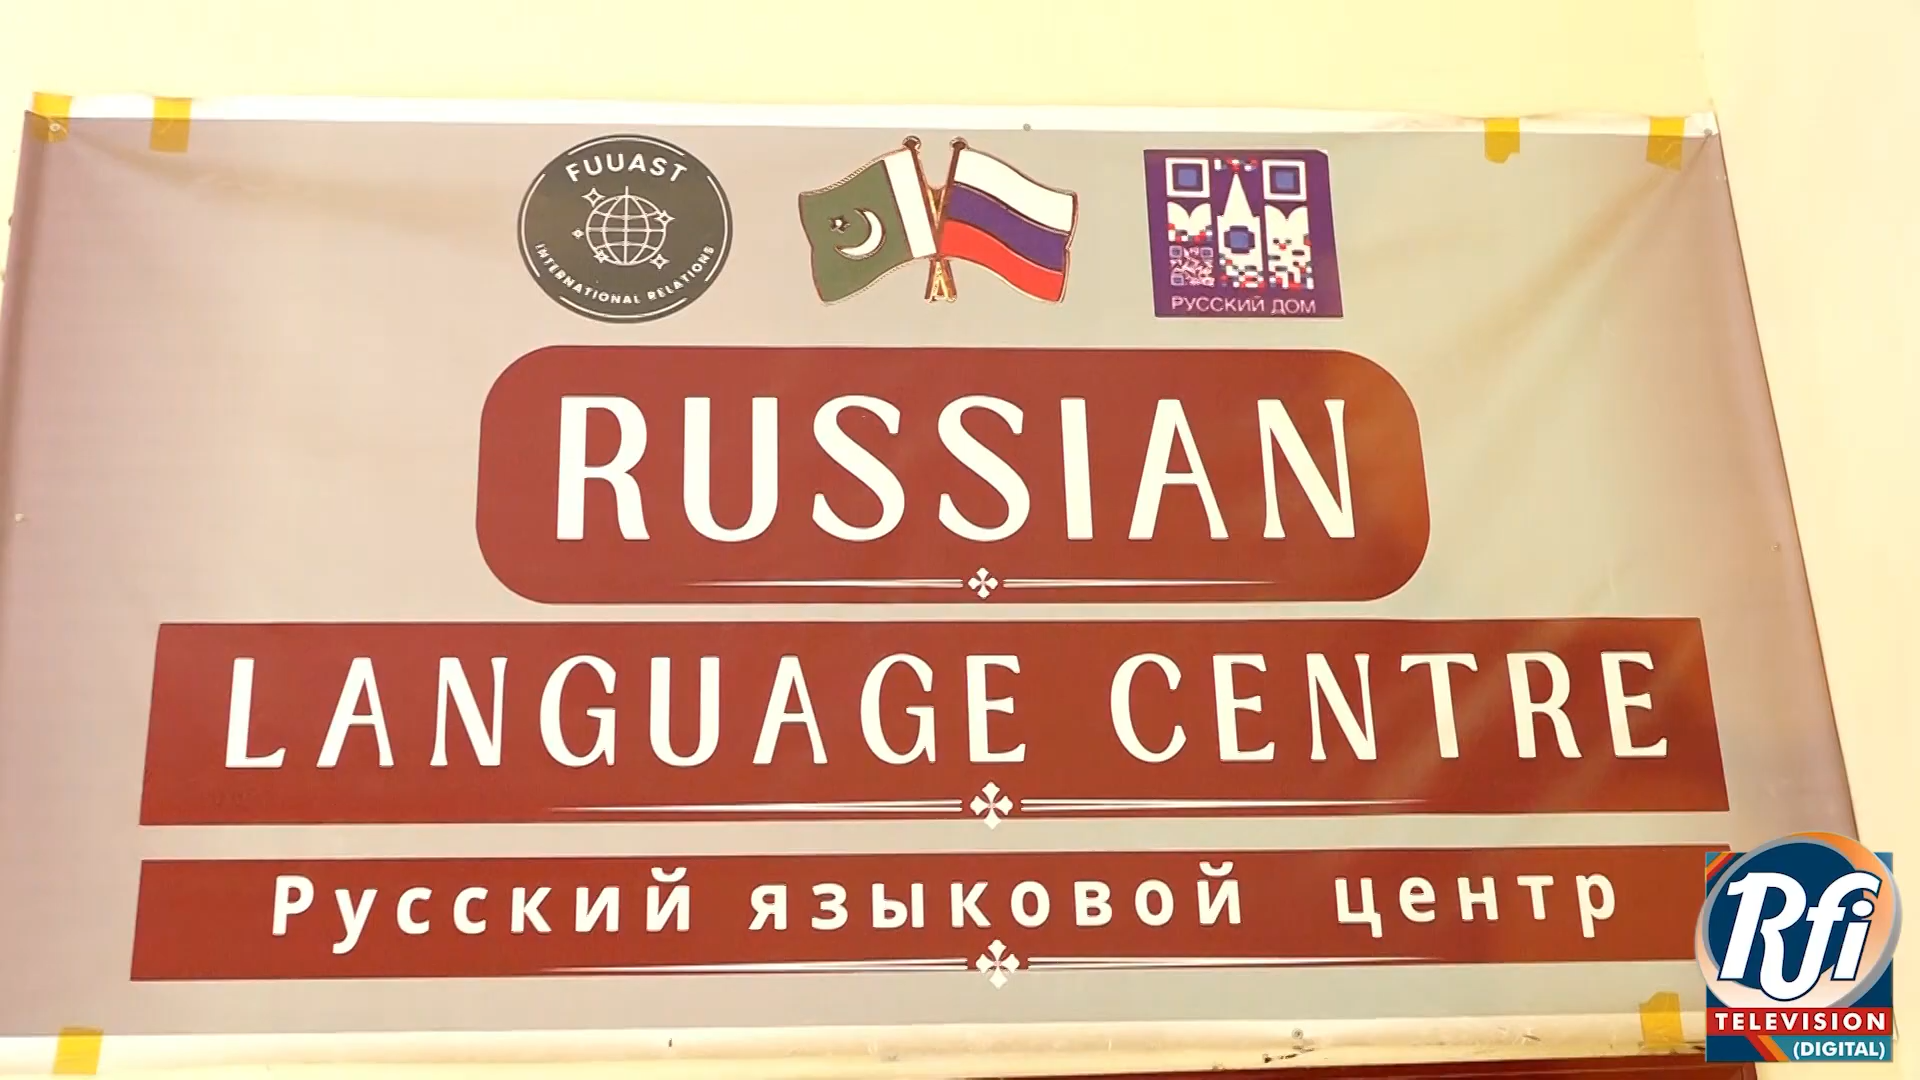 FUUAST
INTERNATIONAL RELATIONS
РУССКИЙ ДОМ
RUSSIAN
LANGUAGE CENTRE
Русский языковой центр
Rfi
TELEVISION
(DIGITAL)